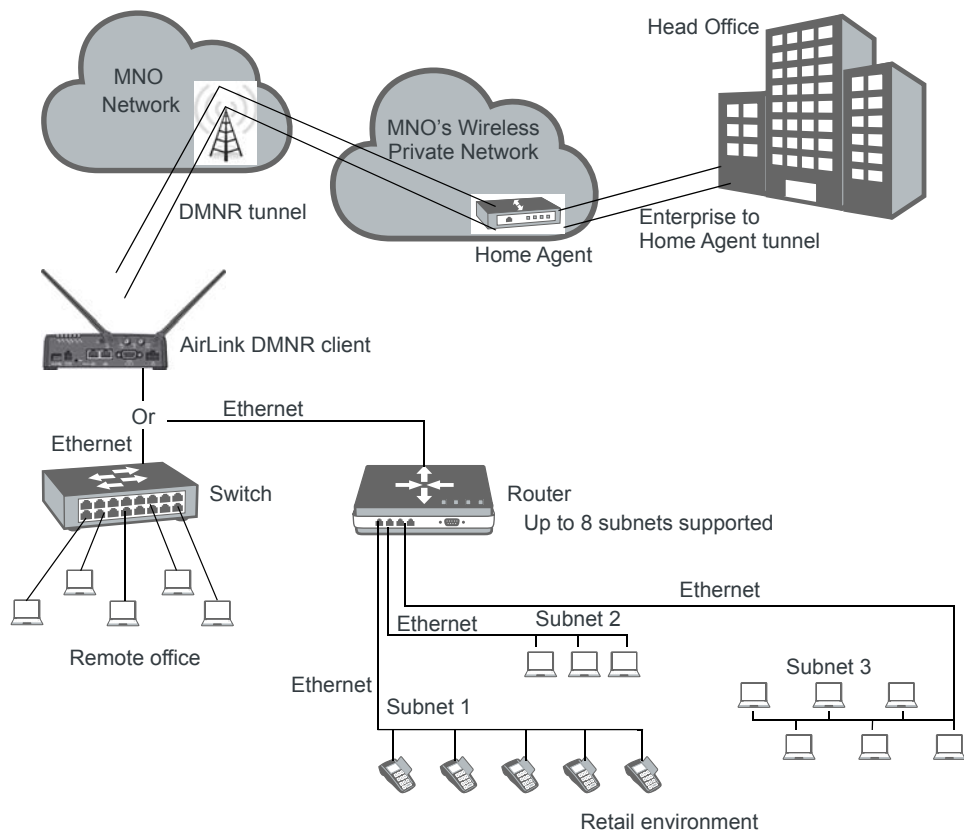 Head Office
MNO
Network
MNO's Wireless
Private Network
DMNR tunnel
Enterprise to
Home Agent tunnel
Home Agent
AirLink DMNR client
Or
Ethernet
Ethernet
Switch
Router
Up to 8 subnets supported
Ethernet
Ethernet
Subnet 2
Remote office
Subnet 3
Ethernet
Subnet 1
Retail environment